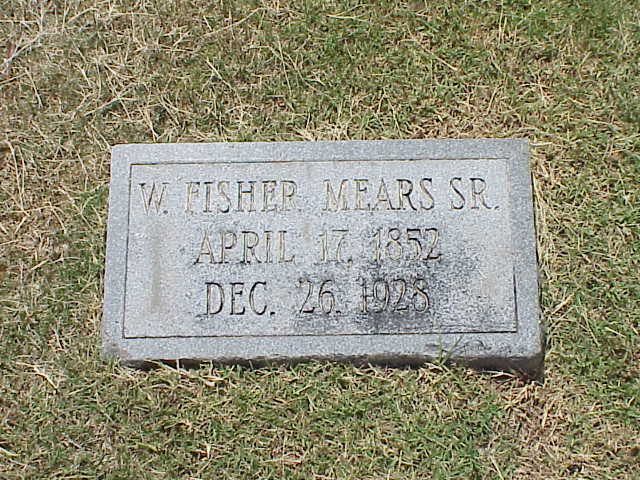 W. FISHER MEARS SR.
APRIL 17, 1852
DEC. 26, 1928